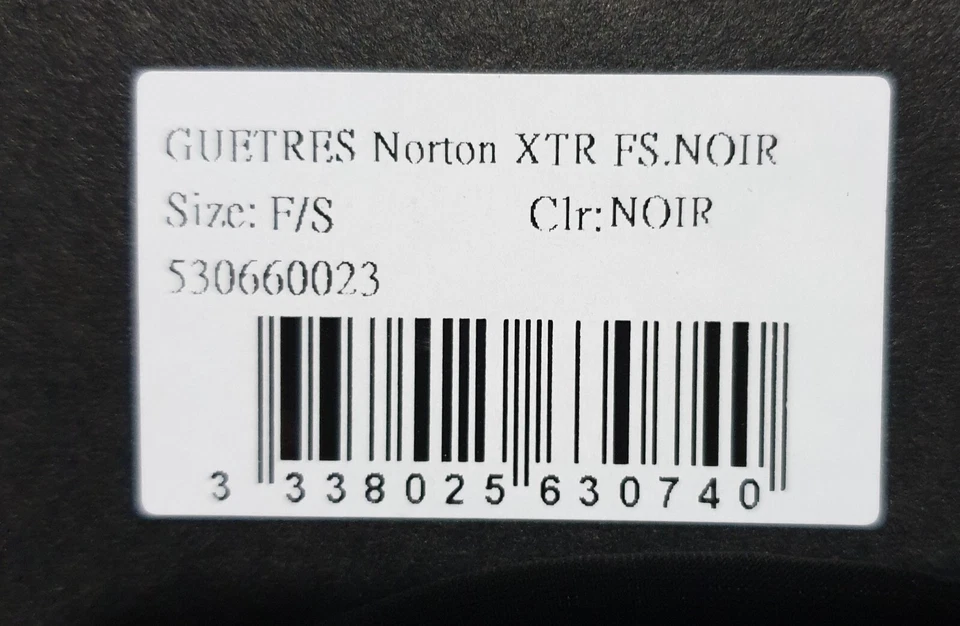 GUETRES Norton XTR FS.NOIR
Size: F/S Clr:NOIR
530660023
3 338025 630740